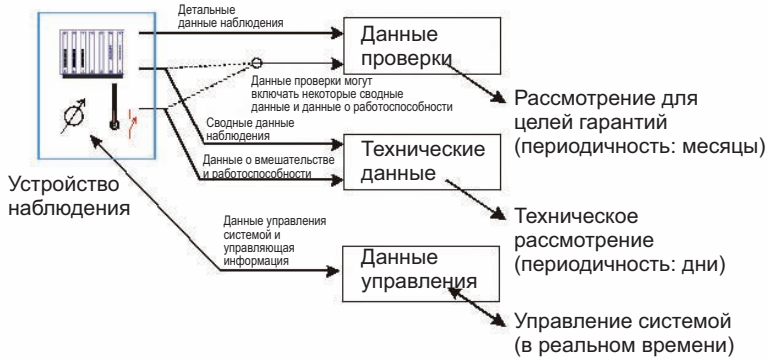 Детальные
данные наблюдения
Данные
проверки
Данные проверки могут
включать некоторые сводные
данные и данные о работоспособности
Рассмотрение для
целей гарантий
(периодичность: месяцы)
Сводные данные
наблюдения
Технические
данные
Данные о вмешательстве
и работоспособности
Устройство
наблюдения
Техническое
рассмотрение
(периодичность: дни)
Данные управления
системой и
управляющая
информация
Данные
управления
Управление системой
(в реальном времени)